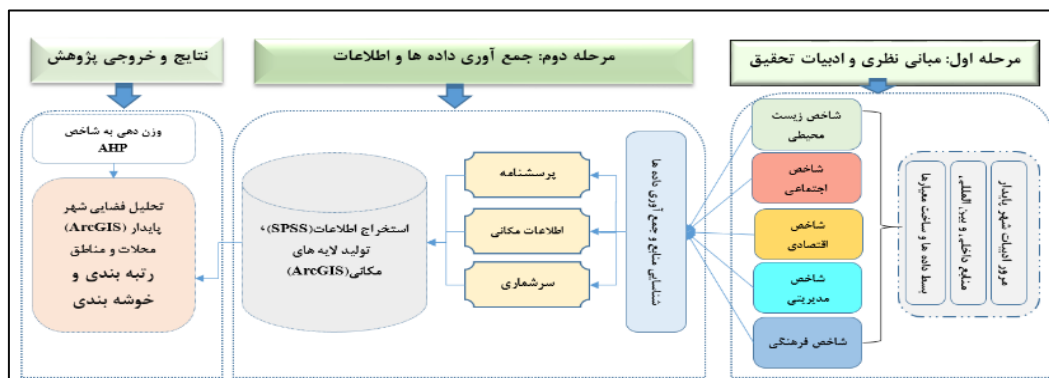 مرحله اول: مبانی نظری و ادبیات تحقیق
مرور ادبیات شهر پایدار
منابع داخلی و بین المللی
بسط داده ها و ساخت معیارها
شاخص زیست
محیطی
شاخص
اجتماعی
شاخص
اقتصادی
شاخص
مدیریتی
شاخص فرهنگی
مرحله دوم: جمع آوری داده ها و اطلاعات
شناسایی منابع و جمع آوری داده ها
پرسشنامه
اطلاعات مکانی
سرشماری
استخراج اطلاعات(SPSS)،
تولید لایه های
مکانی(ArcGIS)
نتایج و خروجی پژوهش
وزن دهی به شاخص
AHP
تحلیل فضایی شهر
پایدار (ArcGIS)
محلات و مناطق
رتبه بندی و
خوشه بندی